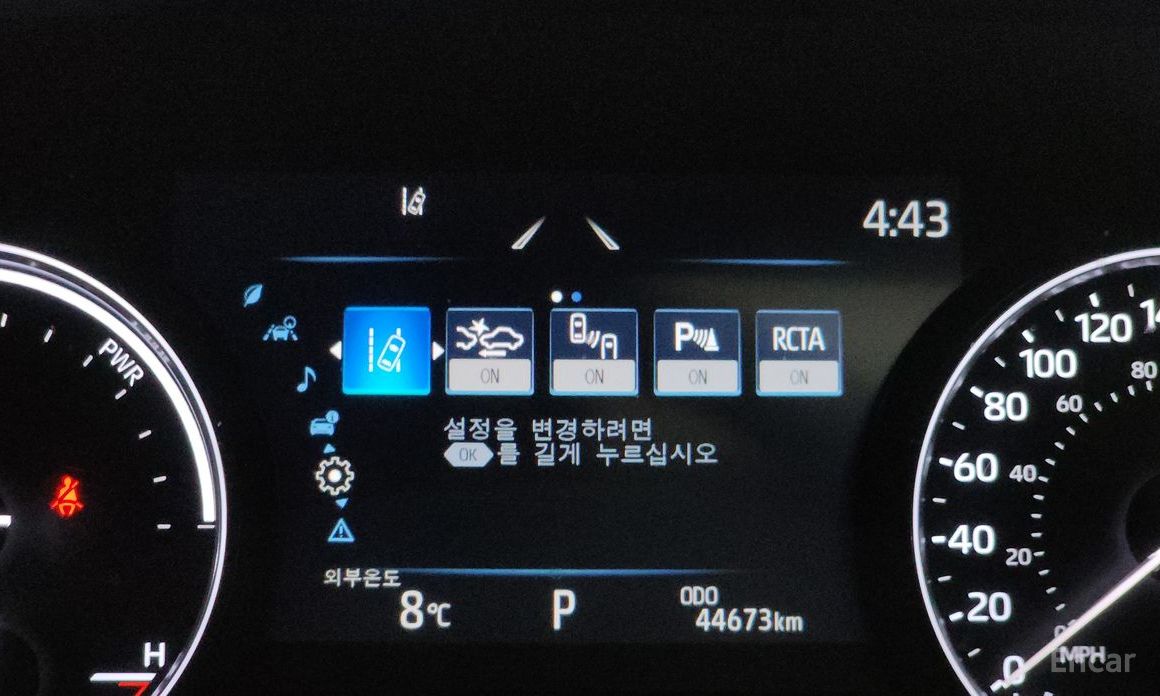 4:43
PWR
ON
ON
P
ON
RCTA
ON
설정을 변경하려면
OK 를 길게 누르십시오
외부온도
8℃
P
ODO
44673km
H
120
100
80
60
40
20
0
80
60
40
20
MPH
Encar